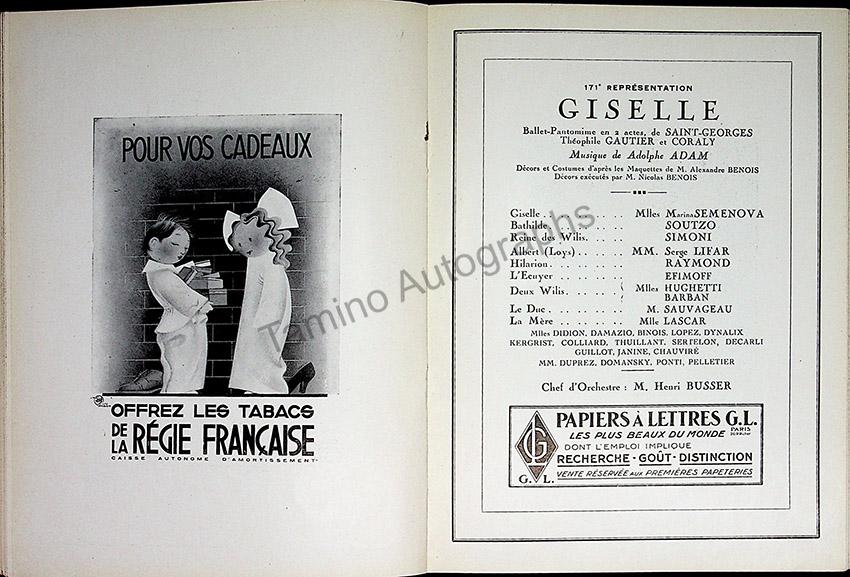 POUR VOS CADEAUX
OFFREZ LES TABACS
DE LA RÉGIE FRANÇAISE
CAISSE AUTONOME D'AMORTISSEMENT
171e REPRÉSENTATION
GISELLE
Ballet-Pantomime en 2 actes, de SAINT-GEORGES
Théophile GAUTIER et CORALY
Musique de Adolphe ADAM
Décors et Costumes d'après les Maquettes de M. Alexandre BENOIS
Décors exécutés par M. Nicolas BENOIS
Giselle . . . . . . . . Mlles Marina SEMENOVA
Bathilde . . . . . . . SOUTZO
Reine des Wilis. . . . . SIMONI
Albert (Loys) . . . . . . MM. Serge LIFAR
Hilarion . . . . . . . . RAYMOND
L'Ecuyer . . . . . . . EFIMOFF
Deux Wilis. . . . . . Mlles HUGHETTI
BARBAN
Le Duc . . . . . . . . M. SAUVAGEAU
La Mère . . . . . . . Mlle LASCAR
Mlles DIDION, DAMAZIO, BINOIS, LOPEZ, DYNALIX
KERGRIST, COLLIARD, THUILLANT, SERTELON, DECARLI
GUILLOT, JANINE, CHAUVIRÉ
MM. DUPREZ, DOMANSKY, PONTI, PELLETIER
Chef d'Orchestre : M. Henri BUSSER
PAPIERS À LETTRES G.L.
LES PLUS BEAUX DU MONDE PARIS
DONT L'EMPLOI IMPLIQUE
RECHERCHE - GOÛT - DISTINCTION
VENTE RÉSERVÉE AUX PREMIÈRES PAPETERIES
G. L.
Tamino Autographs